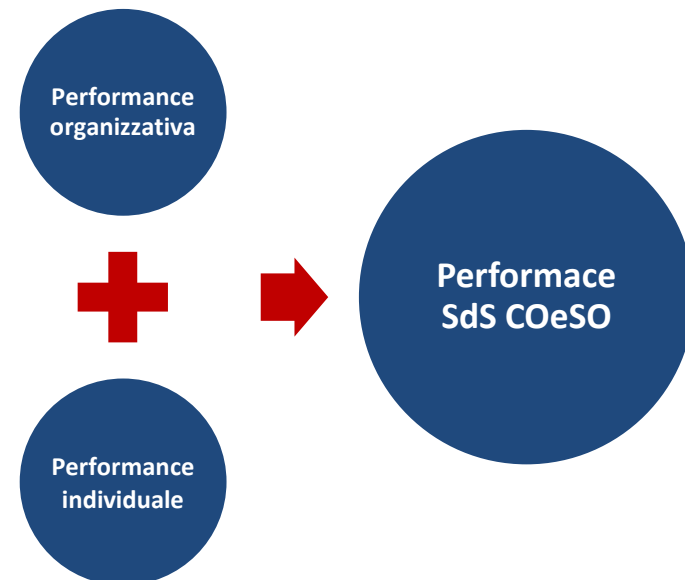 Performance
organizzativa
Performace
SdS COeSO
Performance
individuale